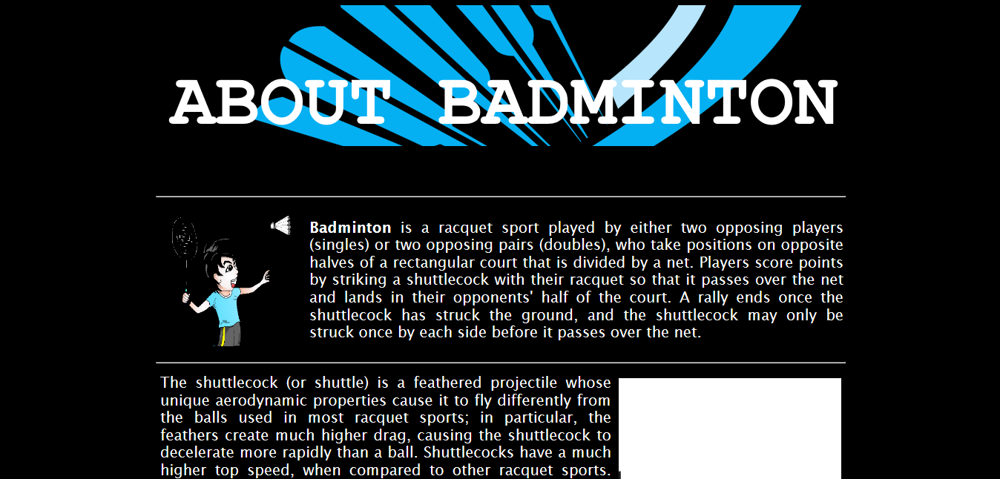 ABOUT BADMINTON
Badminton is a racquet sport played by either two opposing players
(singles) or two opposing pairs (doubles), who take positions on opposite
halves of a rectangular court that is divided by a net. Players score points
by striking a shuttlecock with their racquet so that it passes over the net
and lands in their opponents' half of the court. A rally ends once the
shuttlecock has struck the ground, and the shuttlecock may only be
struck once by each side before it passes over the net.
The shuttlecock (or shuttle) is a feathered projectile whose
unique aerodynamic properties cause it to fly differently from
the balls used in most racquet sports; in particular, the
feathers create much higher drag, causing the shuttlecock to
decelerate more rapidly than a ball. Shuttlecocks have a much
higher top speed, when compared to other racquet sports.